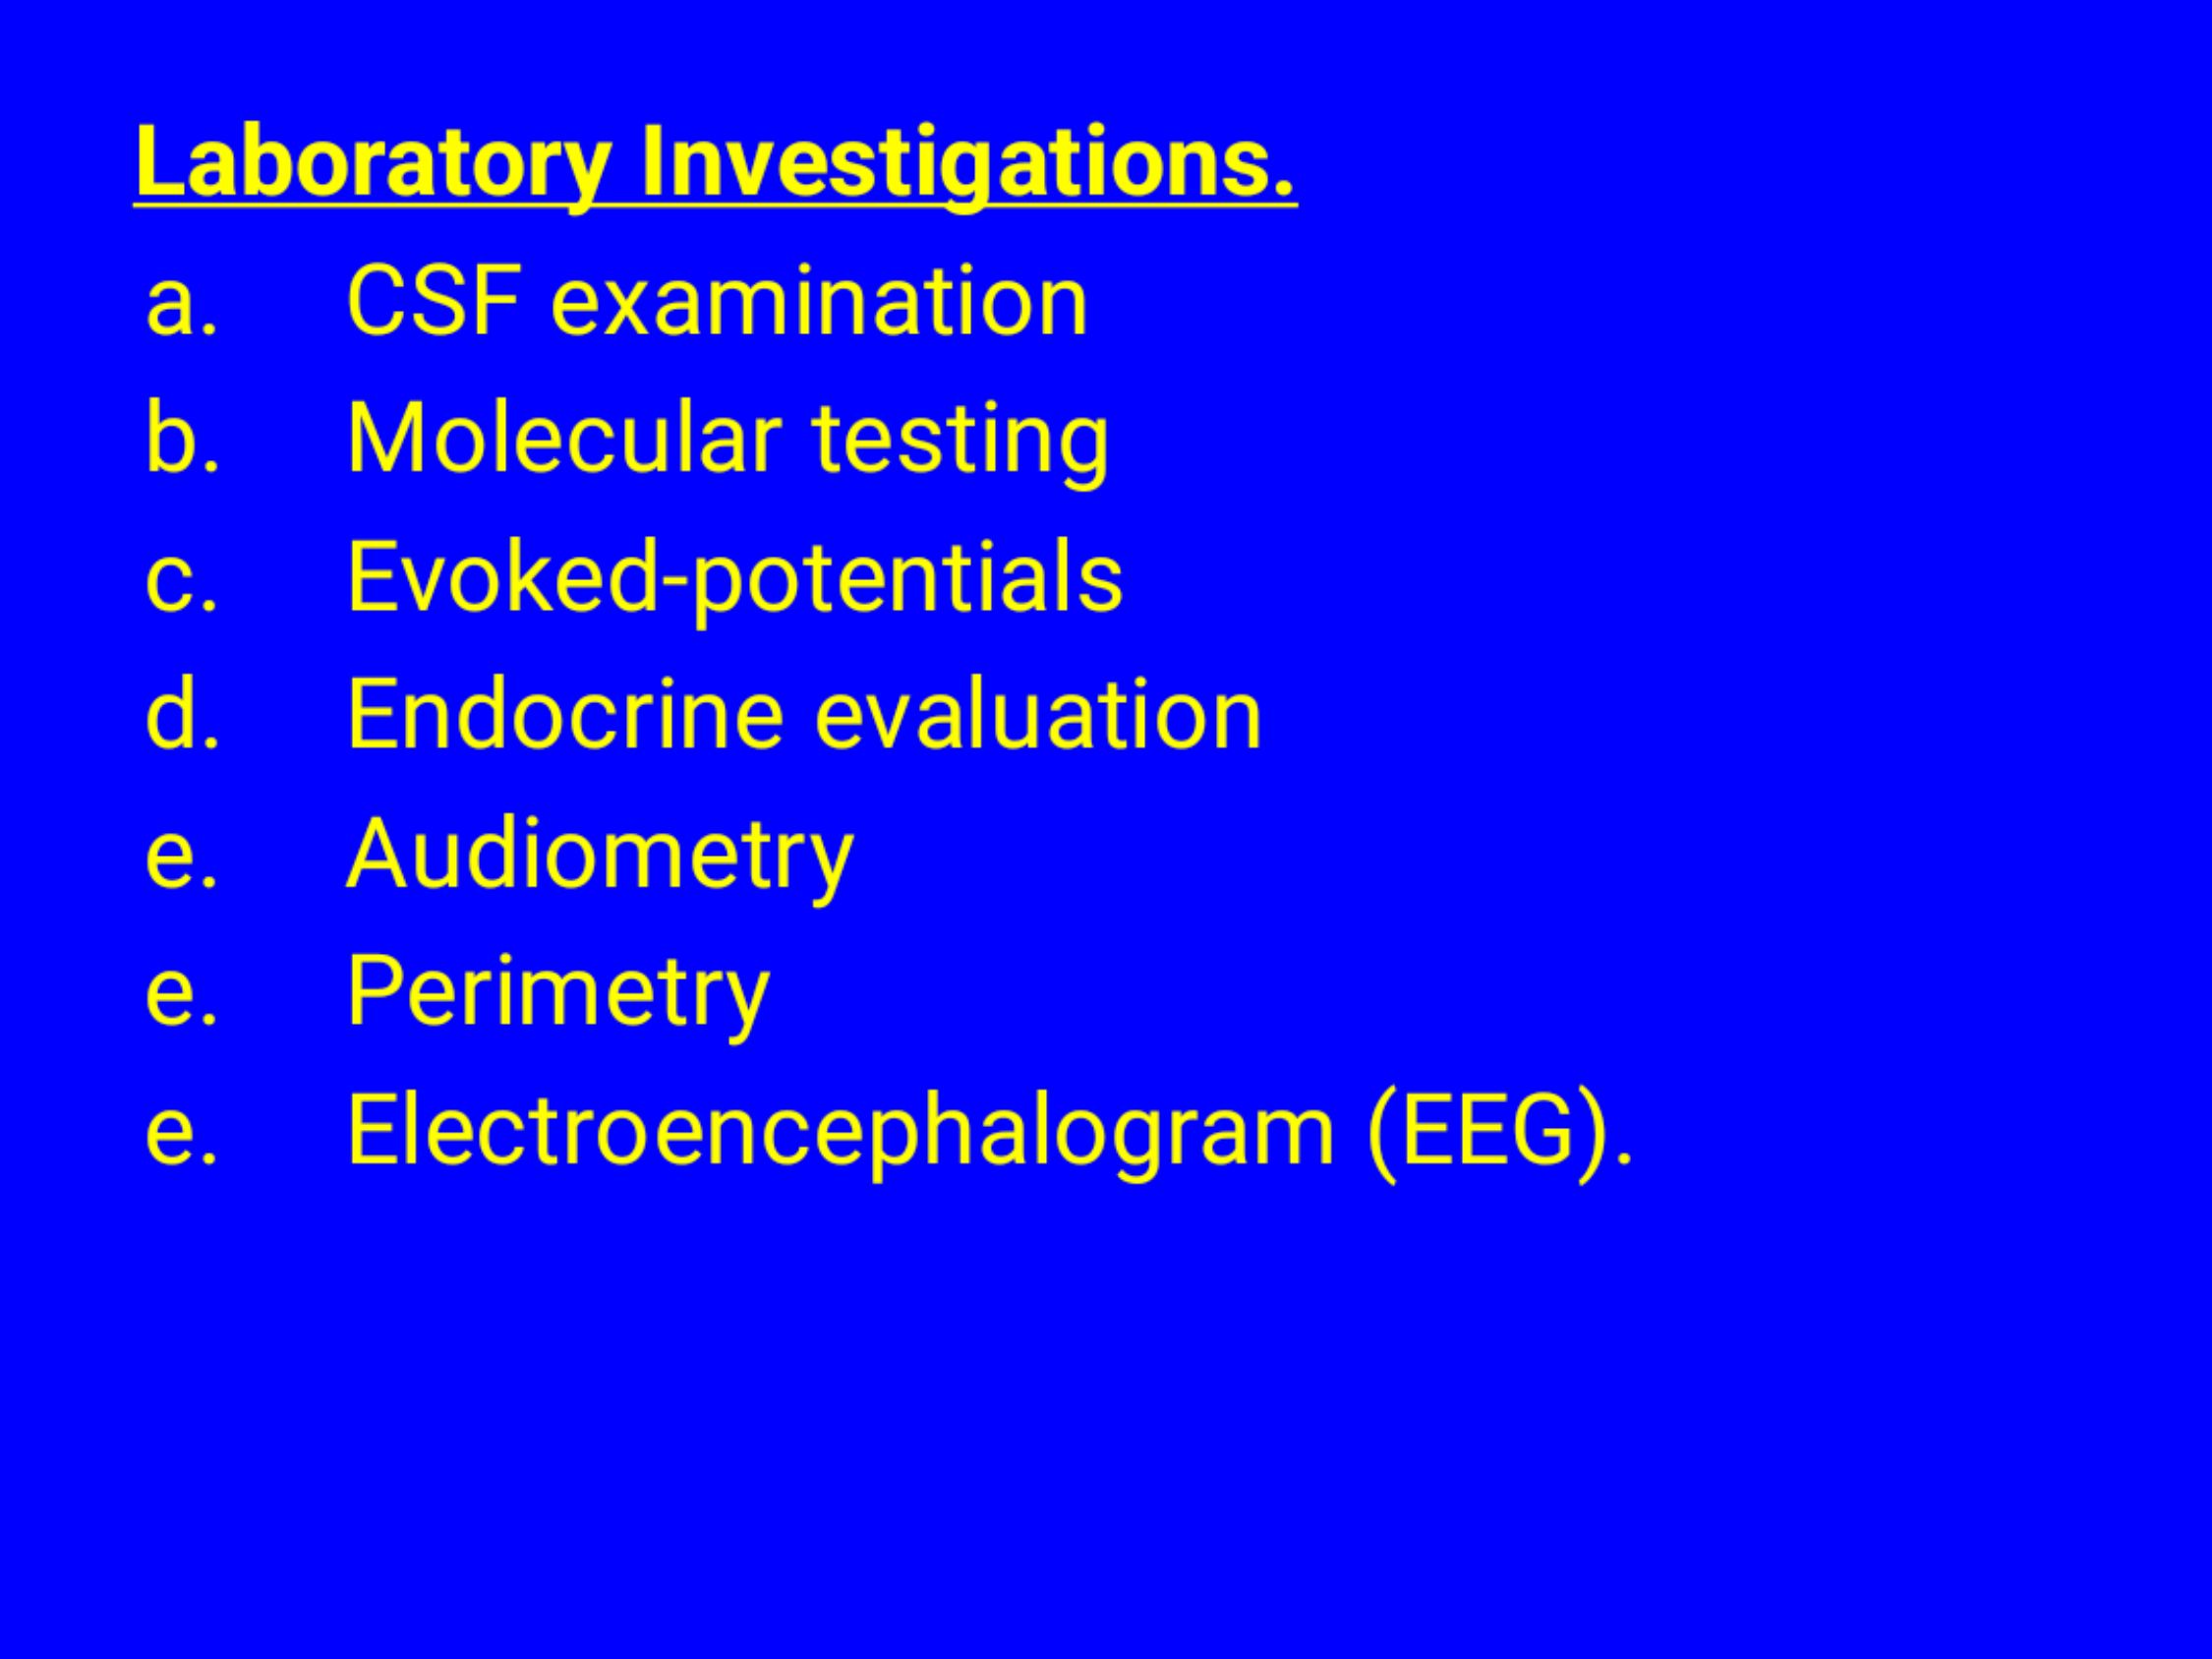 Laboratory Investigations.
a. CSF examination
b. Molecular testing
c. Evoked-potentials
d. Endocrine evaluation
e. Audiometry
e. Perimetry
e. Electroencephalogram (EEG).